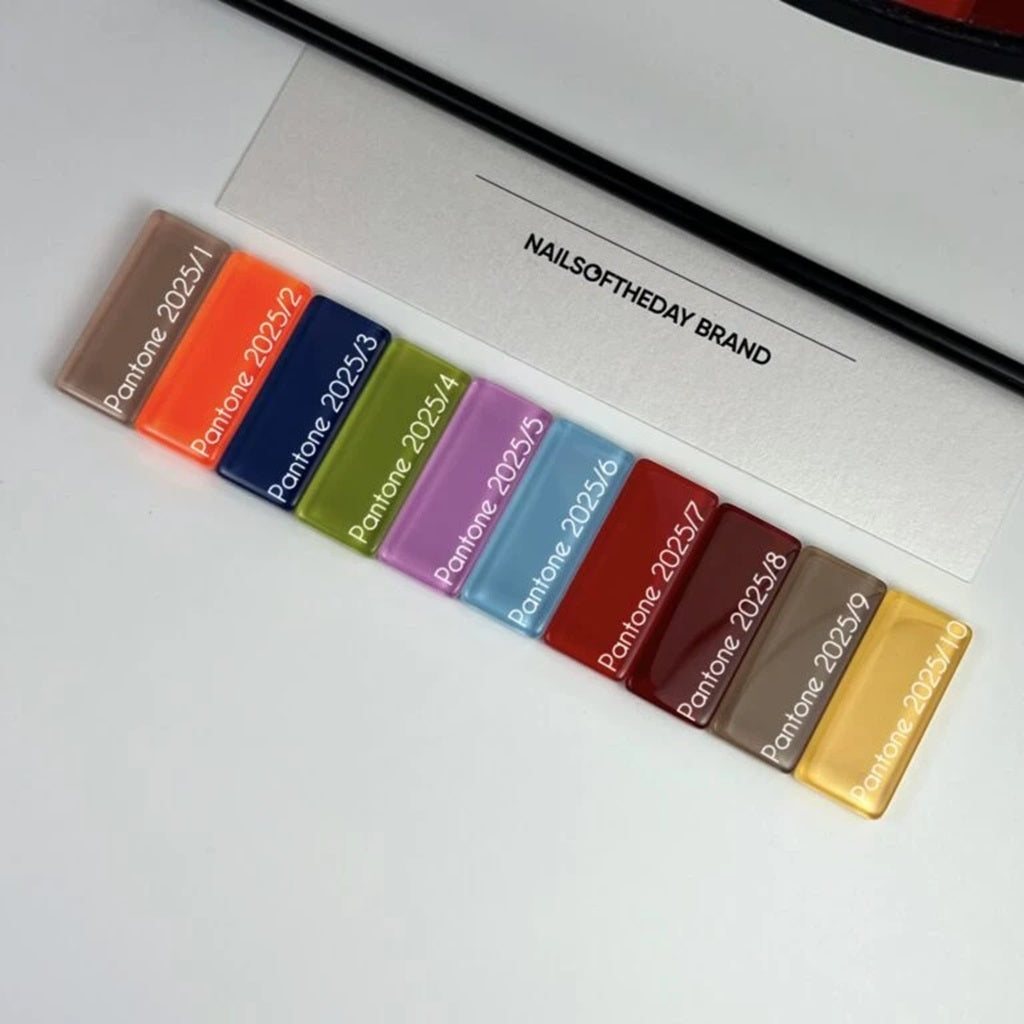 NAILSOFTHEDAY BRAND
Pantone 2025/1
Pantone 2025/2
Pantone 2025/3
Pantone 2025/4
Pantone 2025/5
Pantone 2025/6
Pantone 2025/7
Pantone 2025/8
Pantone 2025/9
Pantone 2025/10